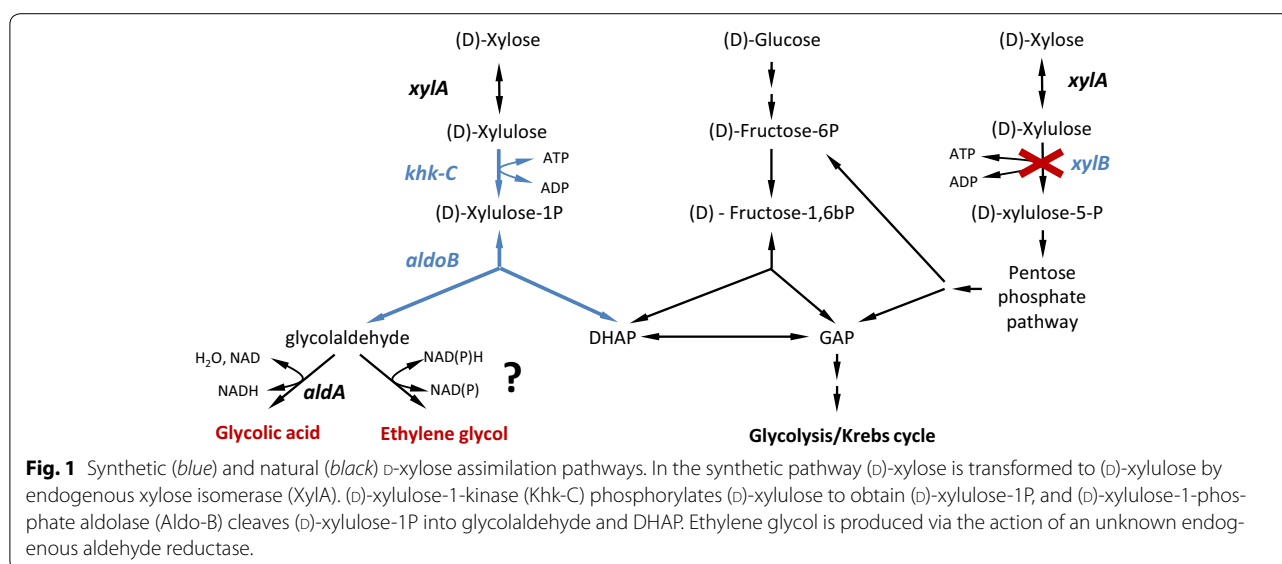 (D)-Xylose
(D)-Glucose
(D)-Xylose
xylA
xylA
(D)-Xylulose
(D)-Fructose-6P
(D)-Xylulose
khk-C
ATP
ADP
ATP
ADP
xylB
(D)-Xylulose-1P
(D) - Fructose-1,6bP
(D)-xylulose-5-P
aldoB
Pentose
phosphate
pathway
glycolaldehyde
DHAP
GAP
H2O, NAD
NADH
aldA
NAD(P)H
NAD(P)
?
Glycolic acid
Ethylene glycol
Glycolysis/Krebs cycle
Fig. 1 Synthetic (blue) and natural (black) D-xylose assimilation pathways. In the synthetic pathway (D)-xylose is transformed to (D)-xylulose by
endogenous xylose isomerase (XylA). (D)-xylulose-1-kinase (Khk-C) phosphorylates (D)-xylulose to obtain (D)-xylulose-1P, and (D)-xylulose-1-phos-
phate aldolase (Aldo-B) cleaves (D)-xylulose-1P into glycolaldehyde and DHAP. Ethylene glycol is produced via the action of an unknown endog-
enous aldehyde reductase.